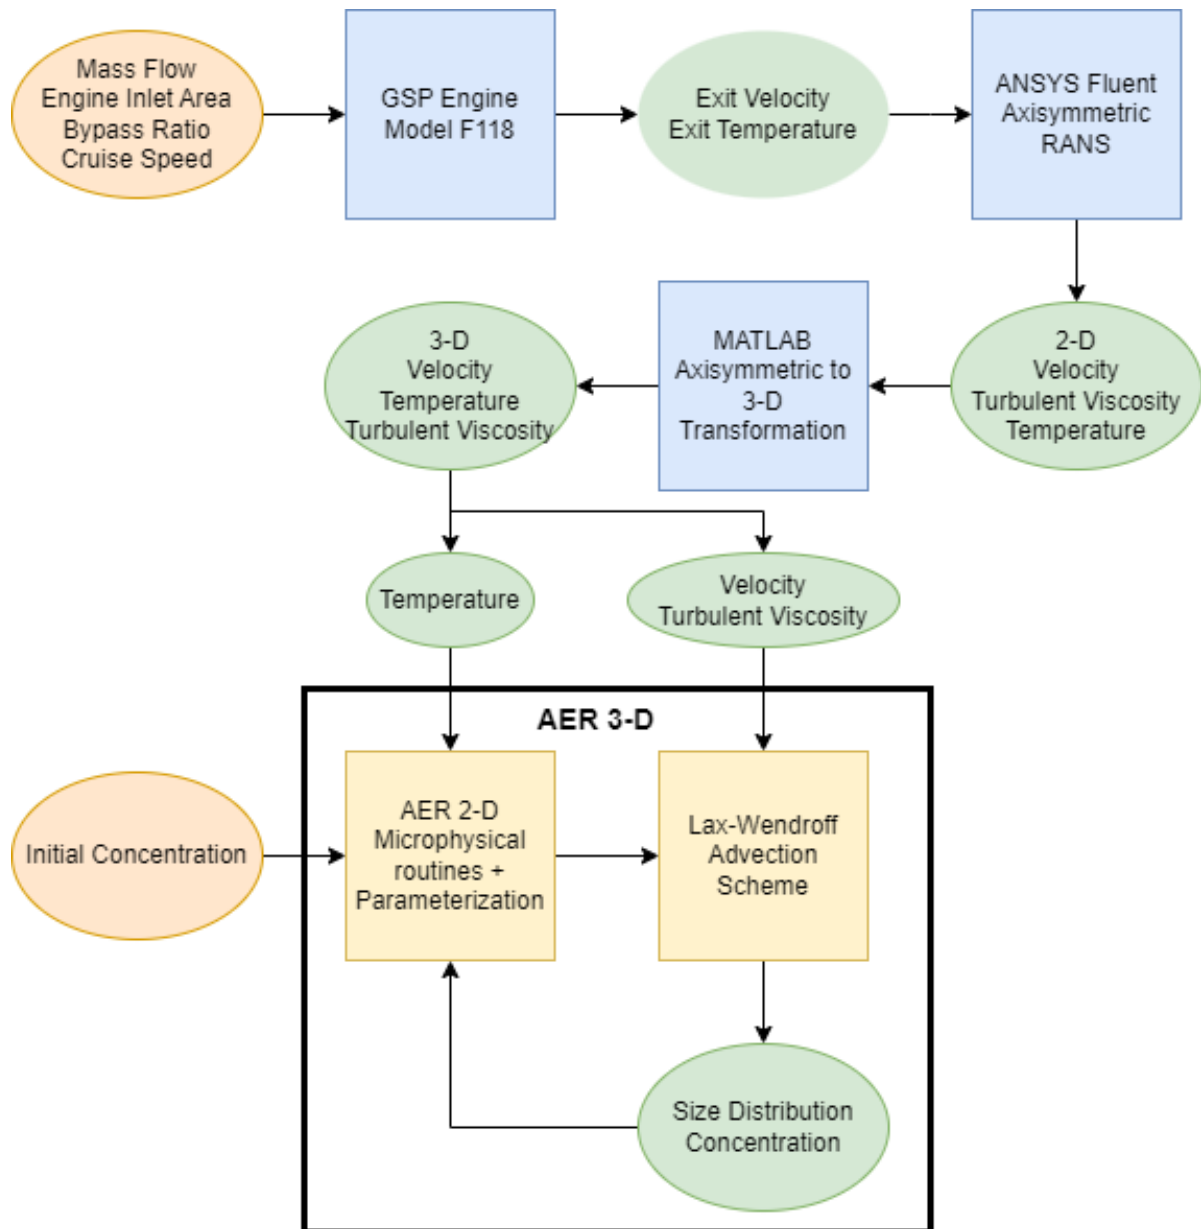 Mass Flow
Engine Inlet Area
Bypass Ratio
Cruise Speed
GSP Engine
Model F118
Exit Velocity
Exit Temperature
ANSYS Fluent
Axisymmetric
RANS
3-D
Velocity
Temperature
Turbulent Viscosity
MATLAB
Axisymmetric to
3-D
Transformation
2-D
Velocity
Turbulent Viscosity
Temperature
Temperature
Velocity
Turbulent Viscosity
AER 3-D
Initial Concentration
AER 2-D
Microphysical
routines +
Parameterization
Lax-Wendroff
Advection
Scheme
Size Distribution
Concentration